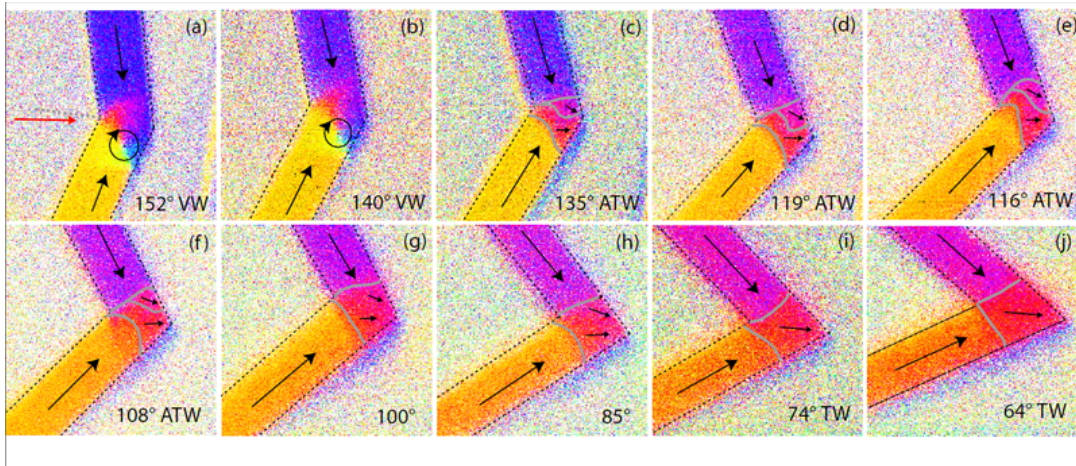 (a)
152° VW
(b)
140° VW
(c)
135° ATW
(d)
119° ATW
(e)
116° ATW
(f)
108° ATW
(g)
100°
(h)
85°
(i)
74° TW
(j)
64° TW